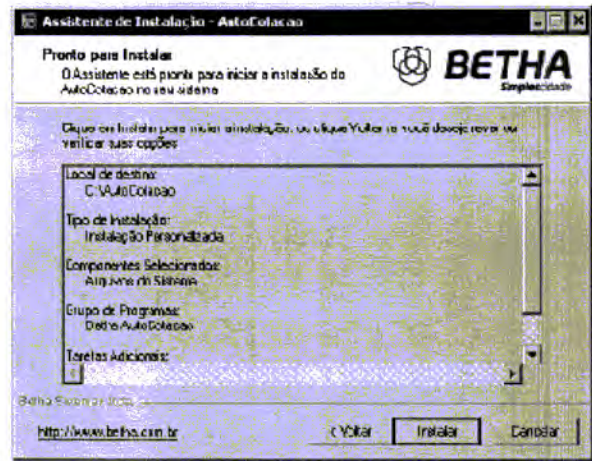 Assistente de Instalação - AutoCotacao
Pronto para Instalar
O Assistente está pronto para iniciar a instalação do
AutoCotacao no seu sistema
BETHA
Simplescidade
Clique em Instalar para iniciar a instalação, ou clique Voltar se você deseja rever ou
verificar suas opções
Local de destino:
C:\AutoCotacao
Tipo de Instalação:
Instalação Personalizada
Componentes Selecionados:
Arquivos do Sistema
Grupo de Programas:
Betha AutoCotacao
Tarefas Adicionais:
Betha
http://www.betha.com.br
< Voltar
Instalar
Cancelar